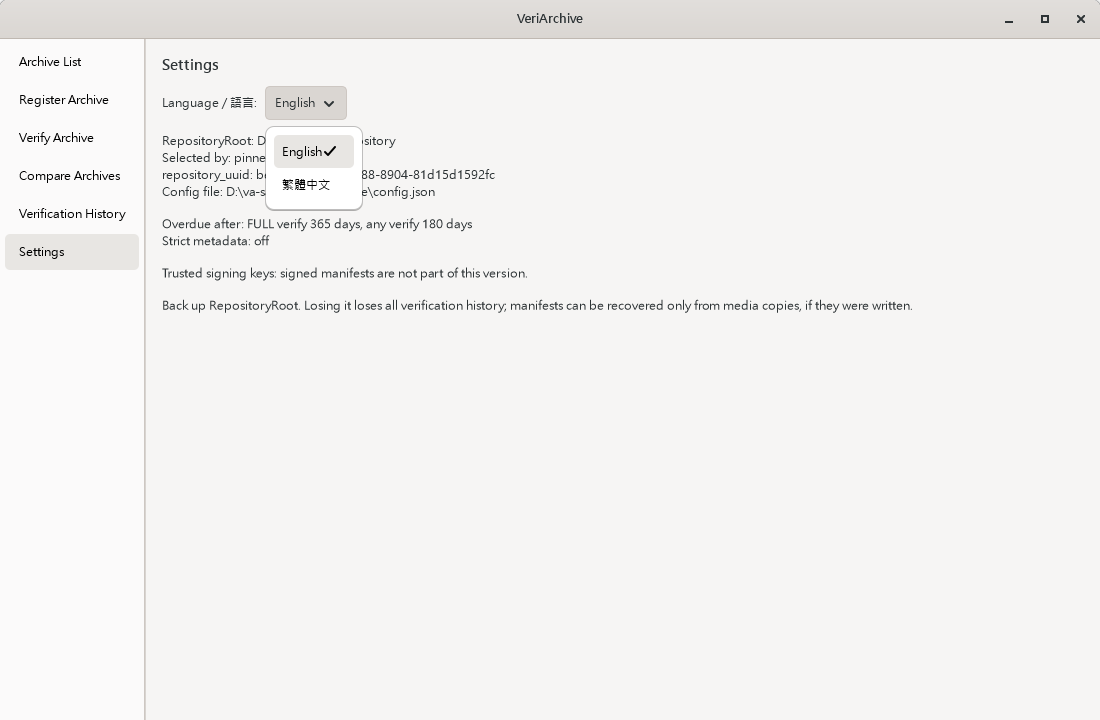 VeriArchive
Archive List
Register Archive
Verify Archive
Compare Archives
Verification History
Settings
Settings
Language / 語言: English
English
繁體中文
RepositoryRoot:
Selected by:
repository_uuid: 88-8904-81d15d1592fc
Config file: D:\va-s e\config.json
Overdue after: FULL verify 365 days, any verify 180 days
Strict metadata: off
Trusted signing keys: signed manifests are not part of this version.
Back up RepositoryRoot. Losing it loses all verification history; manifests can be recovered only from media copies, if they were written.